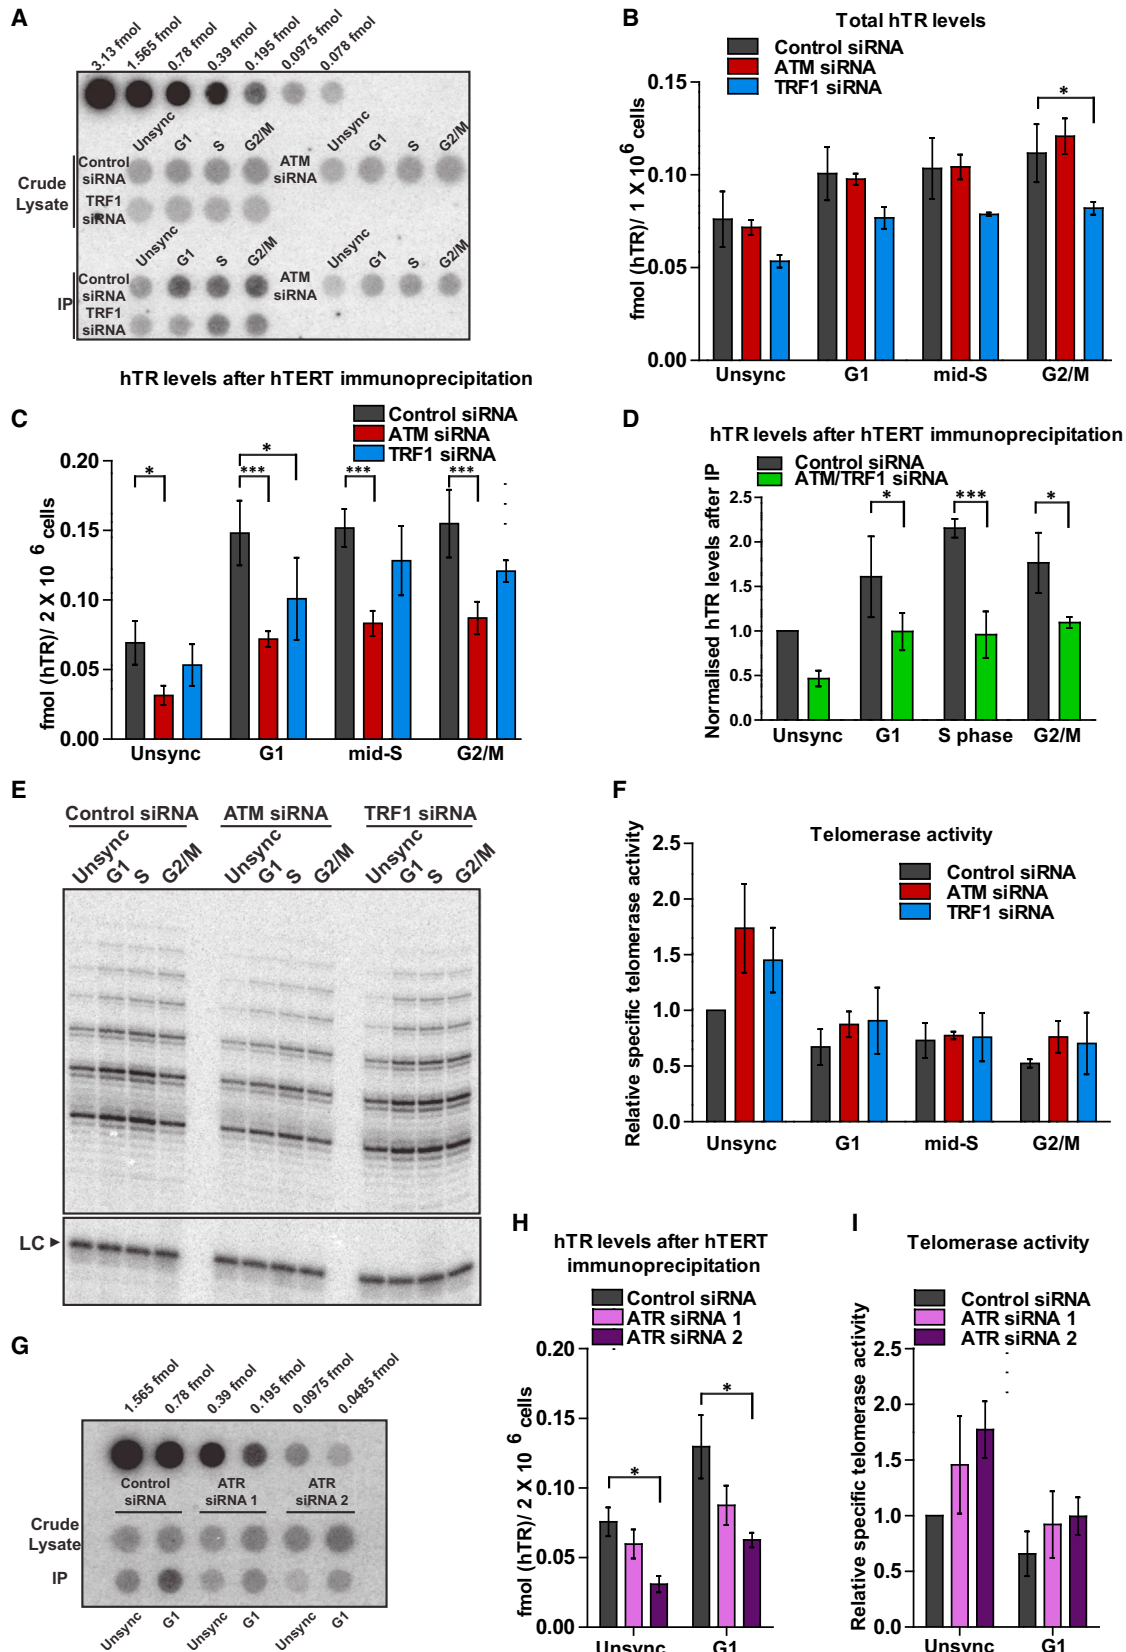 A
3.13 fmol
1.565 fmol
0.78 fmol
0.39 fmol
0.195 fmol
0.0975 fmol
0.078 fmol
Unsync
G1
S
G2/M
Unsync
G1
S
G2/M
Crude
Lysate
Control
siRNA
ATM
siRNA
TRF1
siRNA
Unsync
G1
S
G2/M
Unsync
G1
S
G2/M
IP
Control
siRNA
ATM
siRNA
TRF1
siRNA
B
Total hTR levels
Control siRNA
ATM siRNA
TRF1 siRNA
fmol (hTR)/ 1 X 10 6 cells
0.15
0.10
0.05
0.00
*
Unsync
G1
mid-S
G2/M
C
hTR levels after hTERT immunoprecipitation
Control siRNA
ATM siRNA
TRF1 siRNA
fmol (hTR)/ 2 X 10 6 cells
0.20
0.15
0.10
0.05
0.00
*
***
*
***
***
Unsync
G1
mid-S
G2/M
D
hTR levels after hTERT immunoprecipitation
Control siRNA
ATM/TRF1 siRNA
Normalised hTR levels after IP
2.5
2.0
1.5
1.0
0.5
0.0
*
***
*
Unsync
G1
S phase
G2/M
E
Control siRNA
ATM siRNA
TRF1 siRNA
Unsync
G1
S
G2/M
Unsync
G1
S
G2/M
Unsync
G1
S
G2/M
LC
F
Telomerase activity
Control siRNA
ATM siRNA
TRF1 siRNA
Relative specific telomerase activity
2.5
2.0
1.5
1.0
0.5
0.0
Unsync
G1
mid-S
G2/M
G
1.565 fmol
0.78 fmol
0.39 fmol
0.195 fmol
0.0975 fmol
0.0485 fmol
Control
siRNA
ATR
siRNA 1
ATR
siRNA 2
Crude
Lysate
IP
Unsync
G1
Unsync
G1
Unsync
G1
H
hTR levels after hTERT
immunoprecipitation
Control siRNA
ATR siRNA 1
ATR siRNA 2
fmol (hTR)/ 2 X 10 6 cells
0.20
0.15
0.10
0.05
0.00
*
*
Unsync
G1
I
Telomerase activity
Control siRNA
ATR siRNA 1
ATR siRNA 2
Relative specific telomerase activity
2.5
2.0
1.5
1.0
0.5
0.0
Unsync
G1